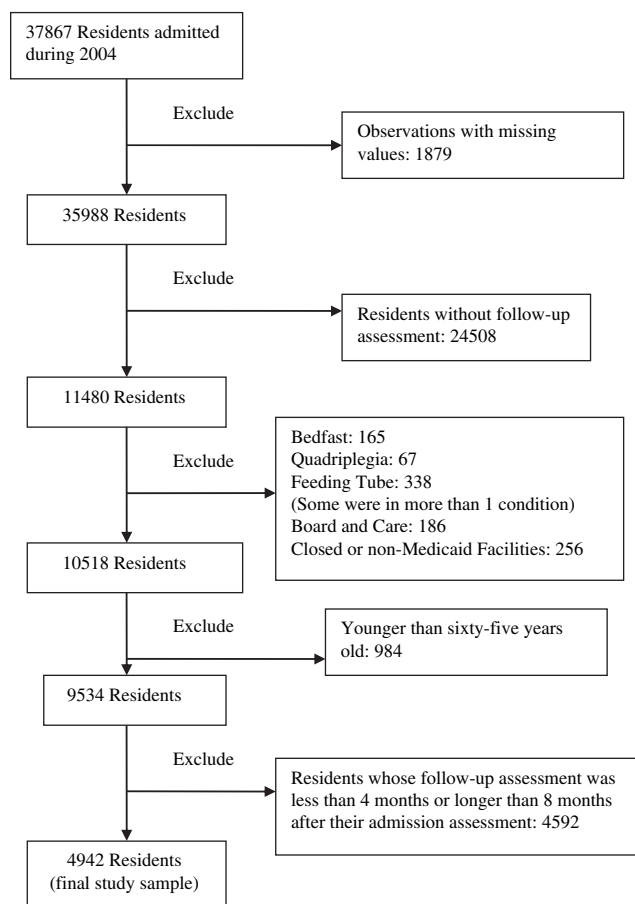 37867 Residents admitted
during 2004
Exclude
Observations with missing
values: 1879
35988 Residents
Exclude
Residents without follow-up
assessment: 24508
11480 Residents
Exclude
Bedfast: 165
Quadriplegia: 67
Feeding Tube: 338
(Some were in more than 1 condition)
Board and Care: 186
Closed or non-Medicaid Facilities: 256
10518 Residents
Exclude
Younger than sixty-five years
old: 984
9534 Residents
Exclude
Residents whose follow-up assessment was
less than 4 months or longer than 8 months
after their admission assessment: 4592
4942 Residents
(final study sample)